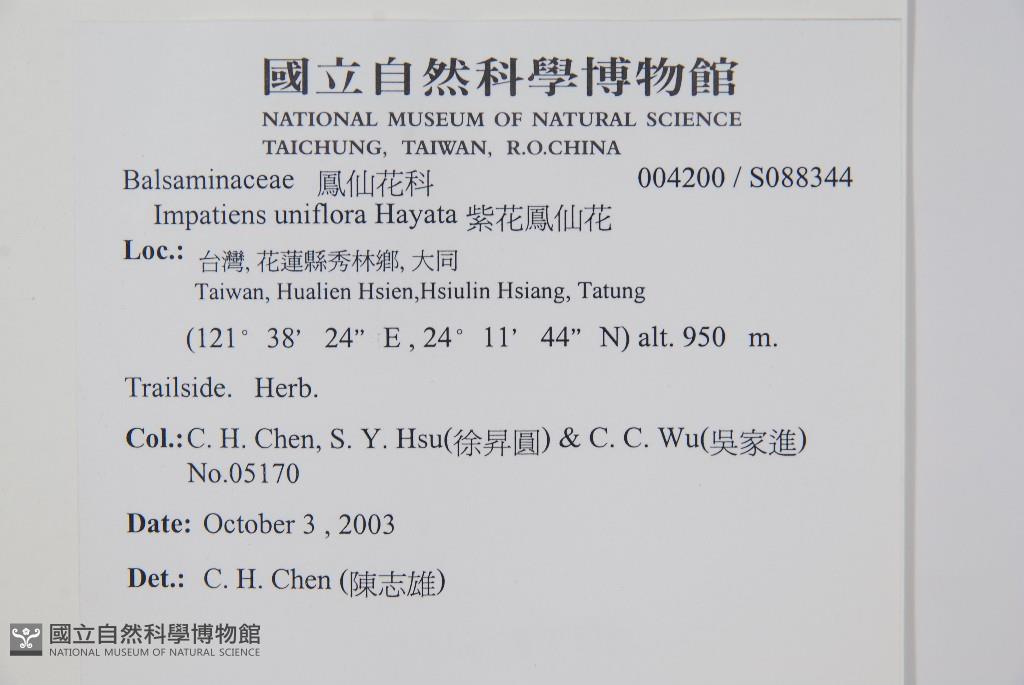 國立自然科學博物館
NATIONAL MUSEUM OF NATURAL SCIENCE
TAICHUNG, TAIWAN, R.O.CHINA
Balsaminaceae 鳳仙花科 004200 / S088344
Impatiens uniflora Hayata 紫花鳳仙花
Loc.: 台灣, 花蓮縣秀林鄉, 大同
Taiwan, Hualien Hsien,Hsiulin Hsiang, Tatung
(121° 38’ 24” E , 24° 11’ 44” N) alt. 950 m.
Trailside. Herb.
Col.:C. H. Chen, S. Y. Hsu(徐昇圓) & C. C. Wu(吳家進)
No.05170
Date: October 3 , 2003
Det.: C. H. Chen (陳志雄)
國立自然科學博物館
NATIONAL MUSEUM OF NATURAL SCIENCE